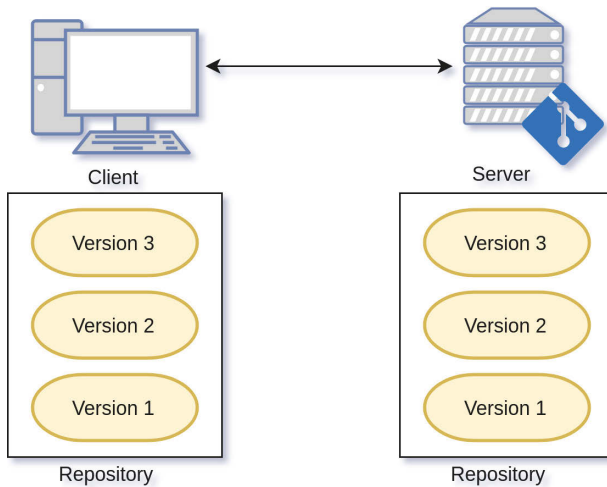 Client
Server
Version 3
Version 3
Version 2
Version 2
Version 1
Version 1
Repository
Repository